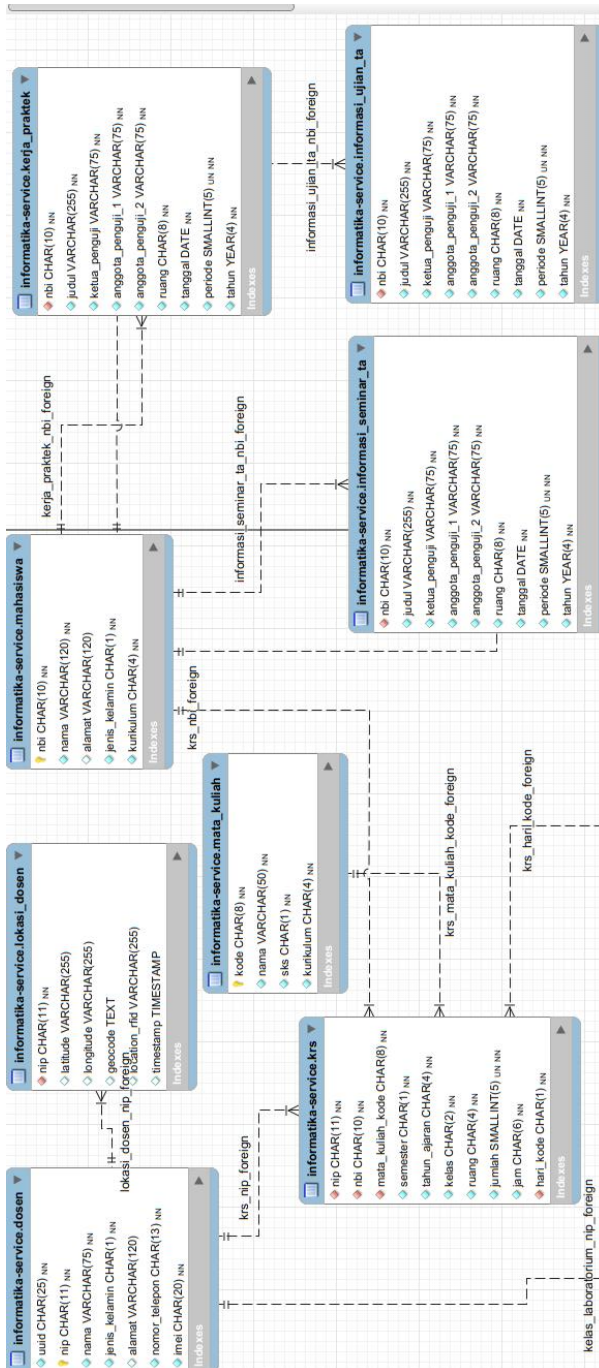 informatika-service.dosen
uuid CHAR(25) NN
nip CHAR(11) NN
nama VARCHAR(75) NN
jenis_kelamin CHAR(1) NN
alamat VARCHAR(120)
nomor_telepon CHAR(13) NN
imei CHAR(20) NN
Indexes
lokasi_dosen_nip_foreign
informatika-service.lokasi_dosen
nip CHAR(11) NN
latitude VARCHAR(255)
longitude VARCHAR(255)
geocode TEXT
location_rfid VARCHAR(255)
timestamp TIMESTAMP
Indexes
informatika-service.mahasiswa
nbi CHAR(10) NN
nama VARCHAR(120) NN
alamat VARCHAR(120)
jenis_kelamin CHAR(1) NN
kurikulum CHAR(4) NN
Indexes
kerja_praktek_nbi_foreign
informatika-service.kerja_praktek
nbi CHAR(10) NN
judul VARCHAR(255) NN
ketua_penguji VARCHAR(75) NN
anggota_penguji_1 VARCHAR(75) NN
anggota_penguji_2 VARCHAR(75) NN
ruang CHAR(8) NN
tanggal DATE NN
periode SMALLINT(5) UN NN
tahun YEAR(4) NN
Indexes
krs_nip_foreign
krs_nbi_foreign
informasi_seminar_ta_nbi_foreign
informasi_ujian_ta_nbi_foreign
informatika-service.mata_kuliah
kode CHAR(8) NN
nama VARCHAR(50) NN
sks CHAR(1) NN
kurikulum CHAR(4) NN
Indexes
informatika-service.krs
nip CHAR(11) NN
nbi CHAR(10) NN
mata_kuliah_kode CHAR(8) NN
semester CHAR(1) NN
tahun_ajaran CHAR(4) NN
kelas CHAR(2) NN
ruang CHAR(4) NN
jumlah SMALLINT(5) UN NN
jam CHAR(6) NN
hari_kode CHAR(1) NN
Indexes
krs_mata_kuliah_kode_foreign
krs_hari_kode_foreign
informatika-service.informasi_seminar_ta
nbi CHAR(10) NN
judul VARCHAR(255) NN
ketua_penguji VARCHAR(75) NN
anggota_penguji_1 VARCHAR(75) NN
anggota_penguji_2 VARCHAR(75) NN
ruang CHAR(8) NN
tanggal DATE NN
periode SMALLINT(5) UN NN
tahun YEAR(4) NN
Indexes
informatika-service.informasi_ujian_ta
nbi CHAR(10) NN
judul VARCHAR(255) NN
ketua_penguji VARCHAR(75) NN
anggota_penguji_1 VARCHAR(75) NN
anggota_penguji_2 VARCHAR(75) NN
ruang CHAR(8) NN
tanggal DATE NN
periode SMALLINT(5) UN NN
tahun YEAR(4) NN
Indexes
kelas_laboratorium_nip_foreign